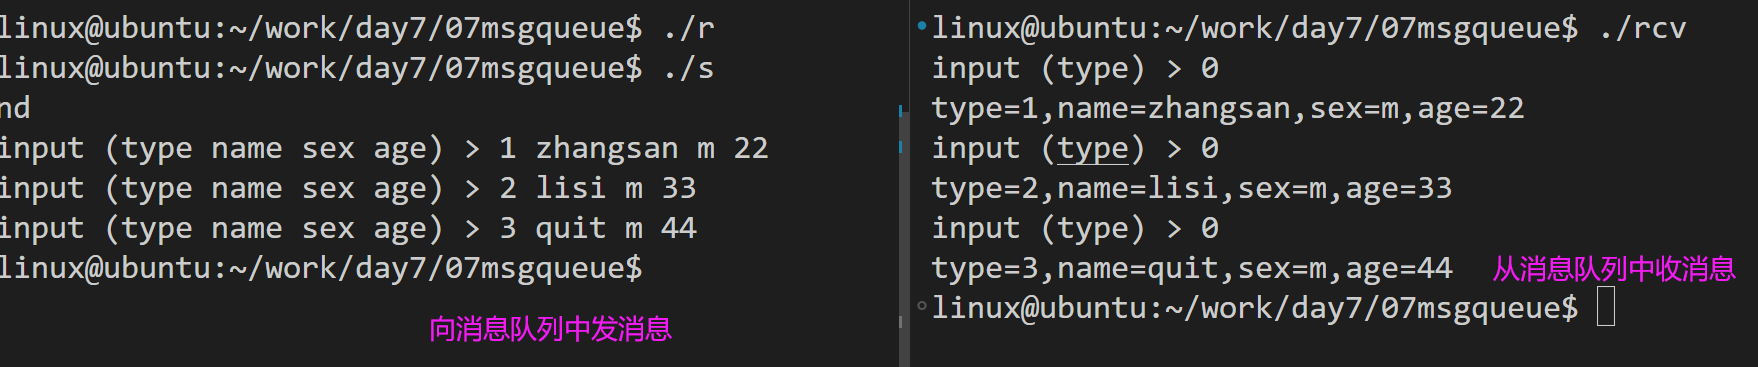 linux@ubuntu:~/work/day7/07msgqueue$ ./r
linux@ubuntu:~/work/day7/07msgqueue$ ./s
nd
input (type name sex age) > 1 zhangsan m 22
input (type name sex age) > 2 lisi m 33
input (type name sex age) > 3 quit m 44
linux@ubuntu:~/work/day7/07msgqueue$
向消息队列中发消息
linux@ubuntu:~/work/day7/07msgqueue$ ./rcv
input (type) > 0
type=1,name=zhangsan,sex=m,age=22
input (type) > 0
type=2,name=lisi,sex=m,age=33
input (type) > 0
type=3,name=quit,sex=m,age=44 从消息队列中收消息
linux@ubuntu:~/work/day7/07msgqueue$